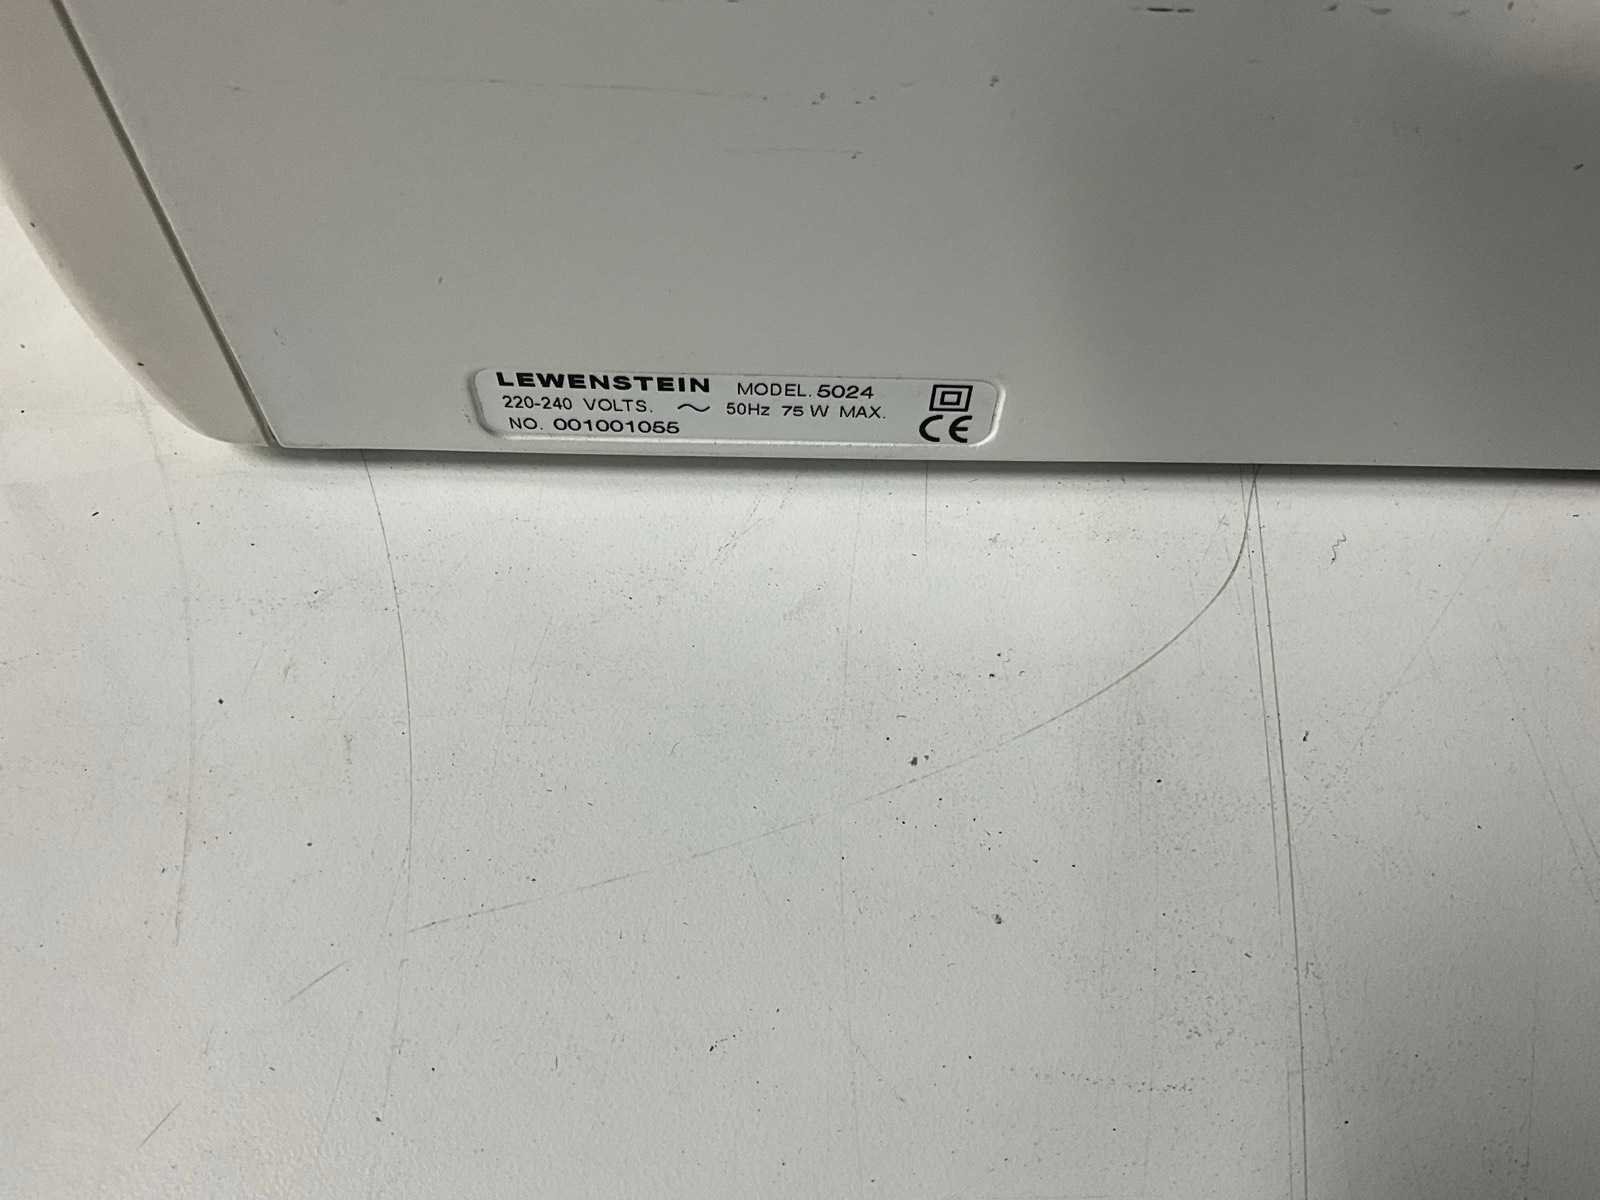 LEWENSTEIN MODEL. 5024
220-240 VOLTS. ~ 50Hz 75 W MAX.
NO. 001001055
CE